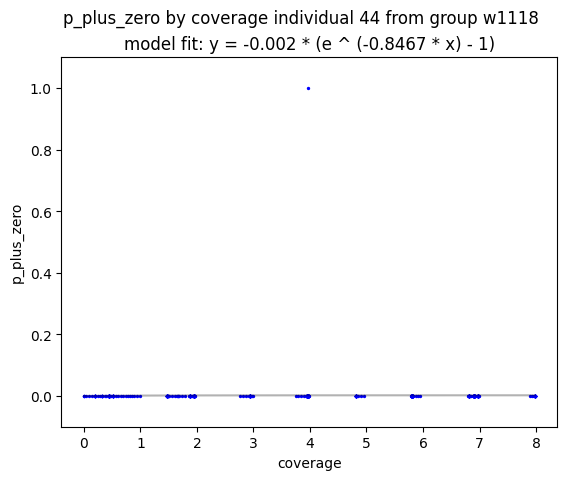 p_plus_zero by coverage individual 44 from group w1118
model fit: y = -0.002 * (e ^ (-0.8467 * x) - 1)
1.0
0.8
0.6
0.4
0.2
0.0
p_plus_zero
0 1 2 3 4 5 6 7 8
coverage